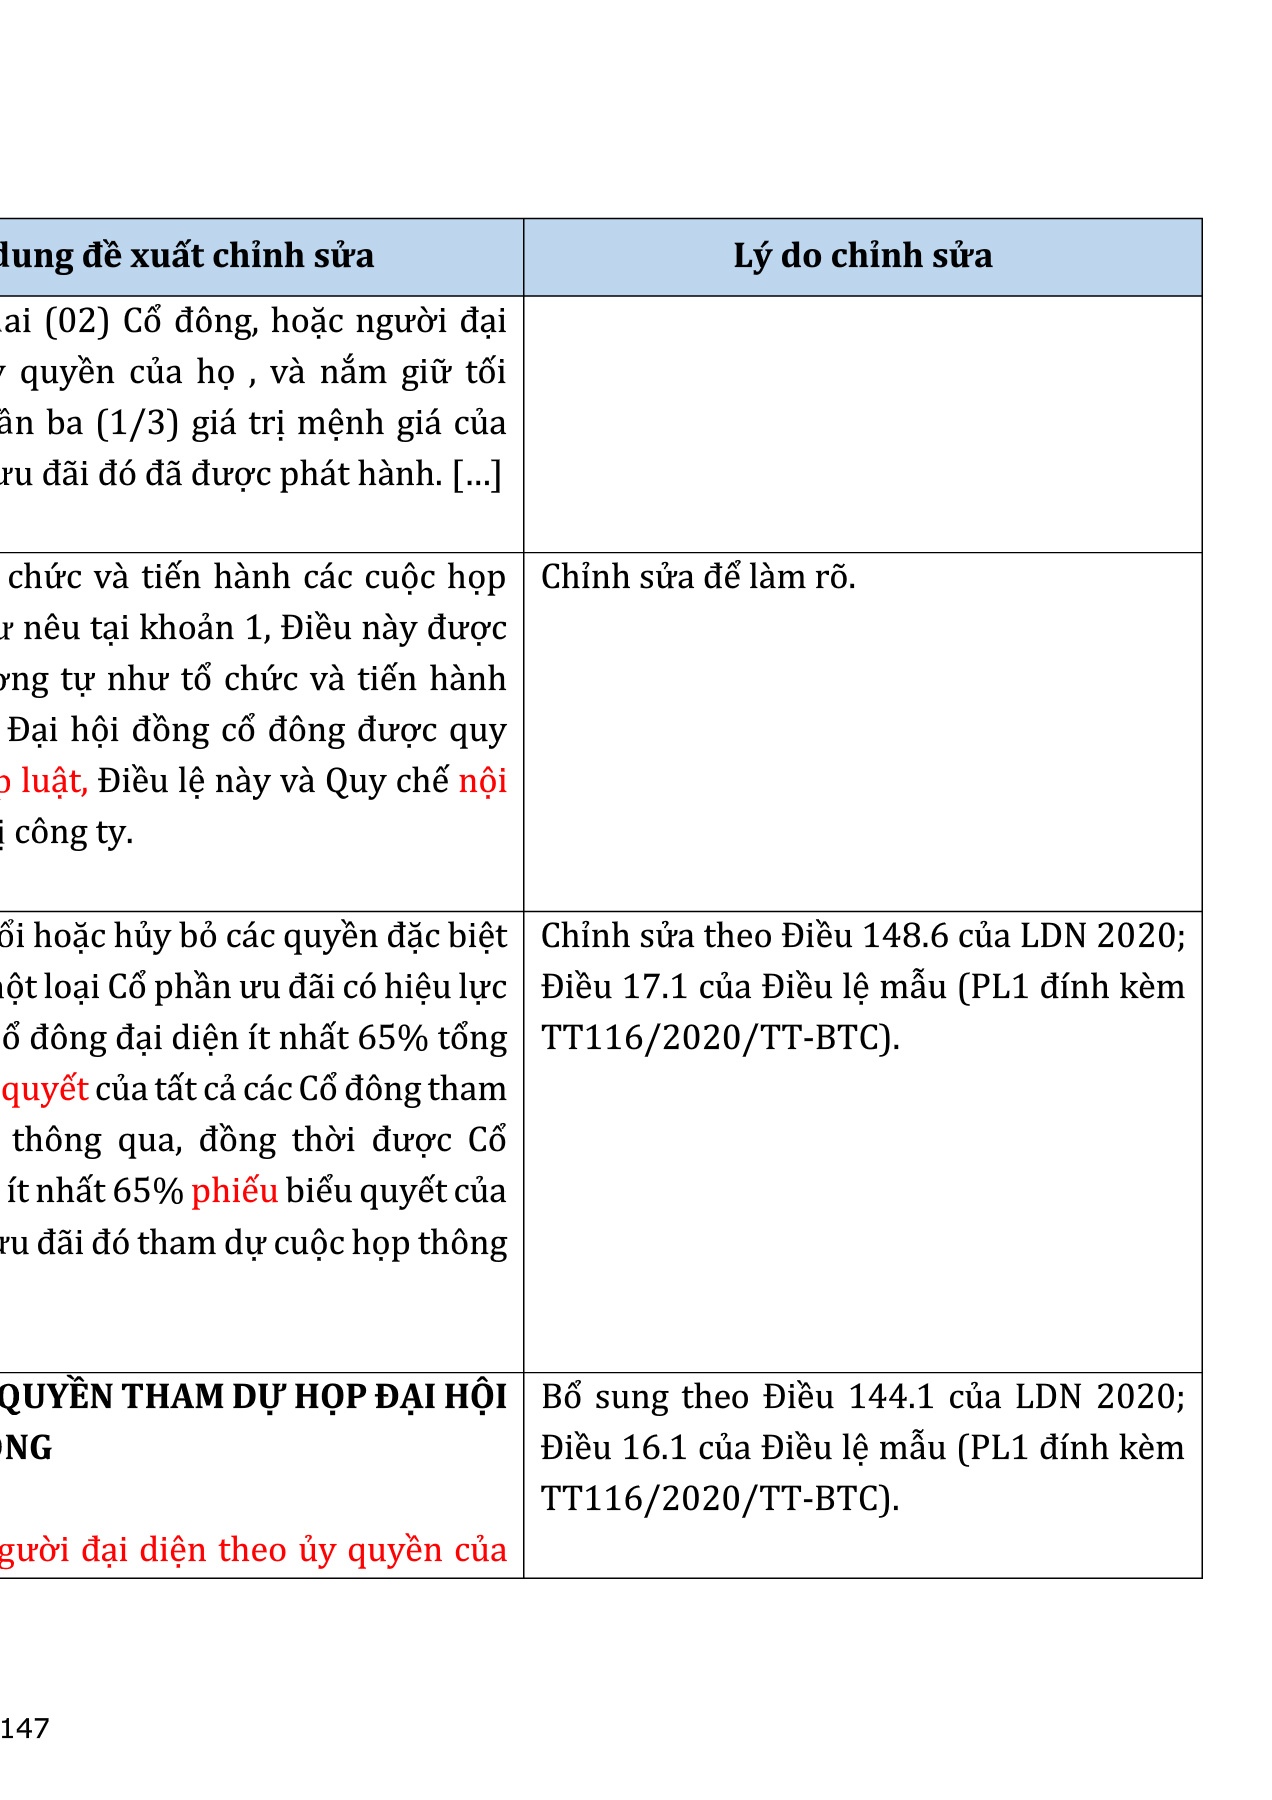 dung đề xuất chỉnh sửa
Lý do chỉnh sửa
(02) Cổ đông, hoặc người đại
quyền của họ , và nắm giữ tối
ba (1/3) giá trị mệnh giá của
ưu đãi đó đã được phát hành. [...]
chức và tiến hành các cuộc họp
nêu tại khoản 1, Điều này được
tự như tổ chức và tiến hành
Đại hội đồng cổ đông được quy
luật, Điều lệ này và Quy chế nội
công ty.
Chỉnh sửa để làm rõ.
hoặc hủy bỏ các quyền đặc biệt
loại Cổ phần ưu đãi có hiệu lực
đông đại diện ít nhất 65% tổng
quyết của tất cả các Cổ đông tham
thông qua, đồng thời được Cổ
ít nhất 65% phiếu biểu quyết của
ưu đãi đó tham dự cuộc họp thông
Chỉnh sửa theo Điều 148.6 của LDN 2020;
Điều 17.1 của Điều lệ mẫu (PL1 đính kèm
TT116/2020/TT-BTC).
QUYỀN THAM DỰ HỌP ĐẠI HỘI
người đại diện theo ủy quyền của
Bổ sung theo Điều 144.1 của LDN 2020;
Điều 16.1 của Điều lệ mẫu (PL1 đính kèm
TT116/2020/TT-BTC).
147